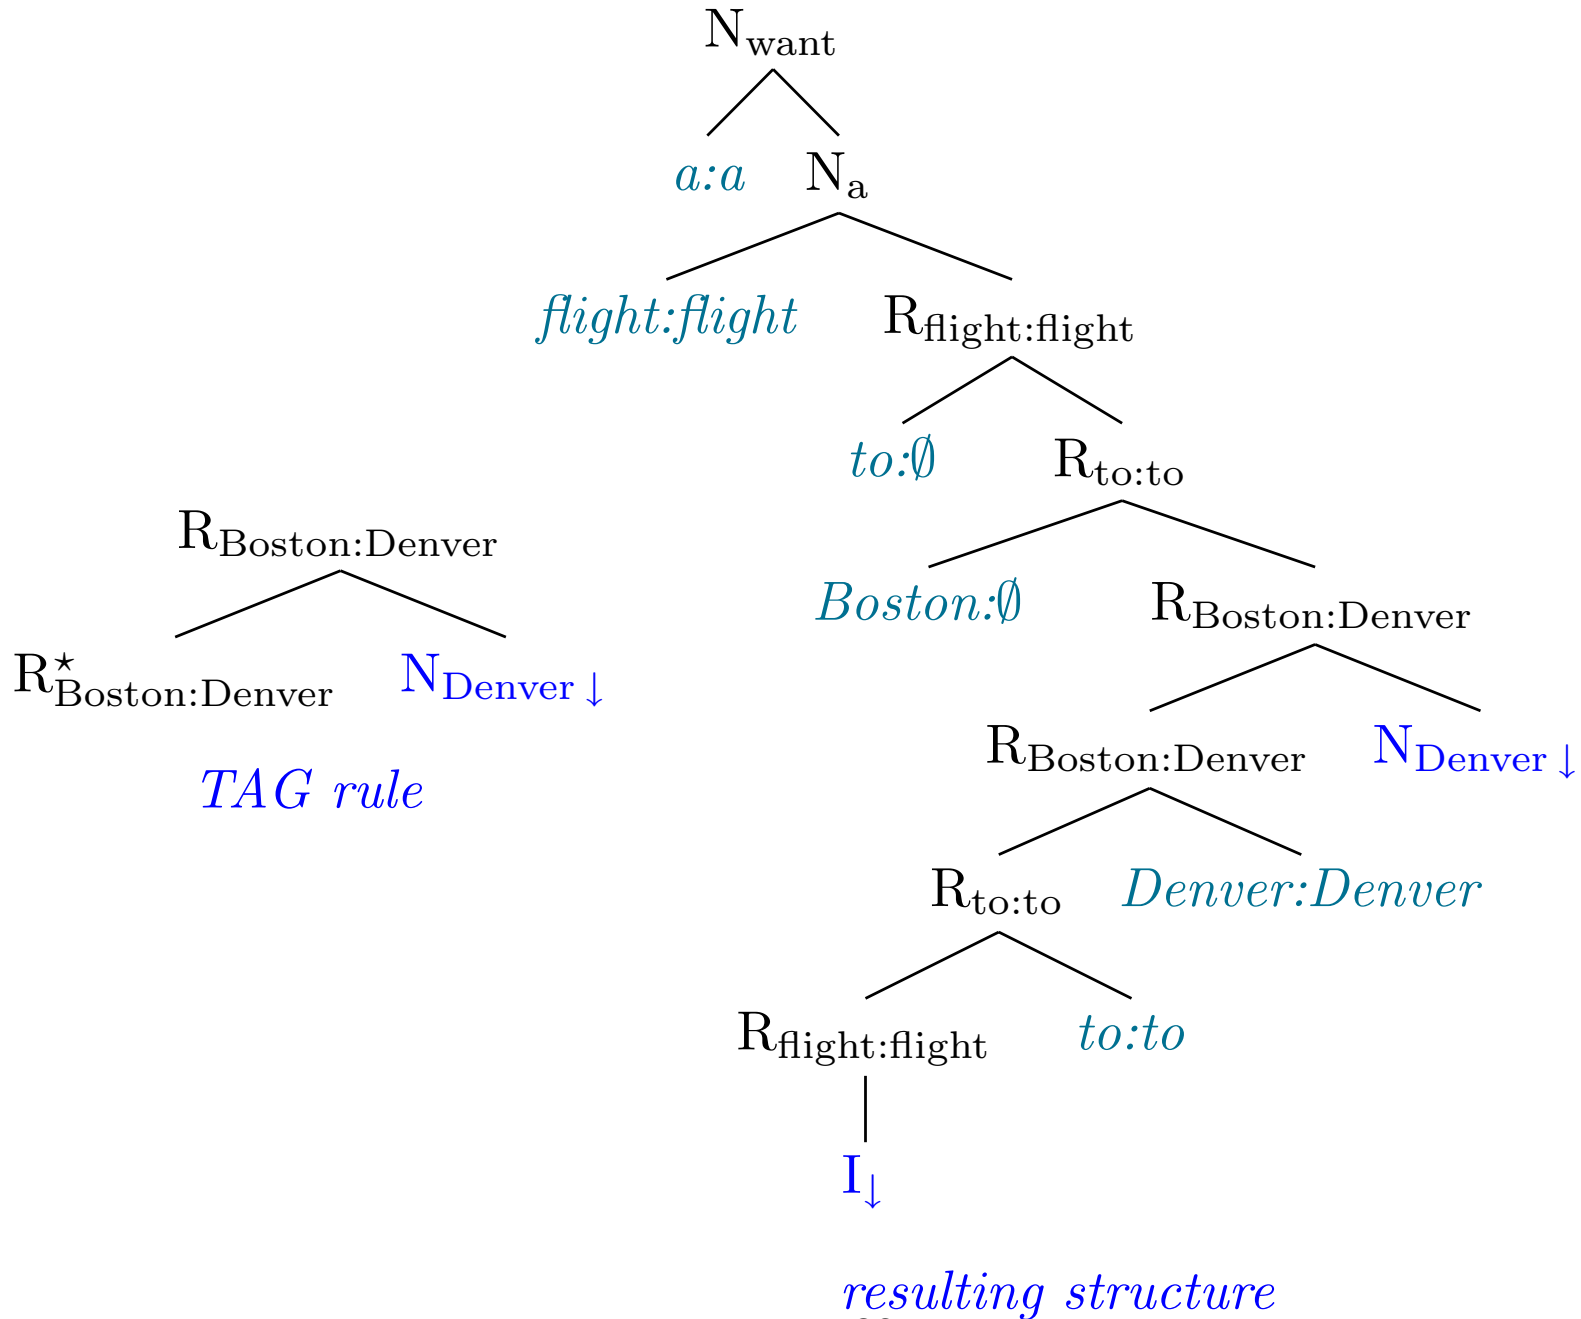 N_want
a:a N_a
flight:flight R_flight:flight
to:∅ R_to:to
R_Boston:Denver
Boston:∅ R_Boston:Denver
R*_Boston:Denver N_Denver↓
R_Boston:Denver N_Denver↓
TAG rule
R_to:to Denver:Denver
R_flight:flight to:to
I↓
resulting structure